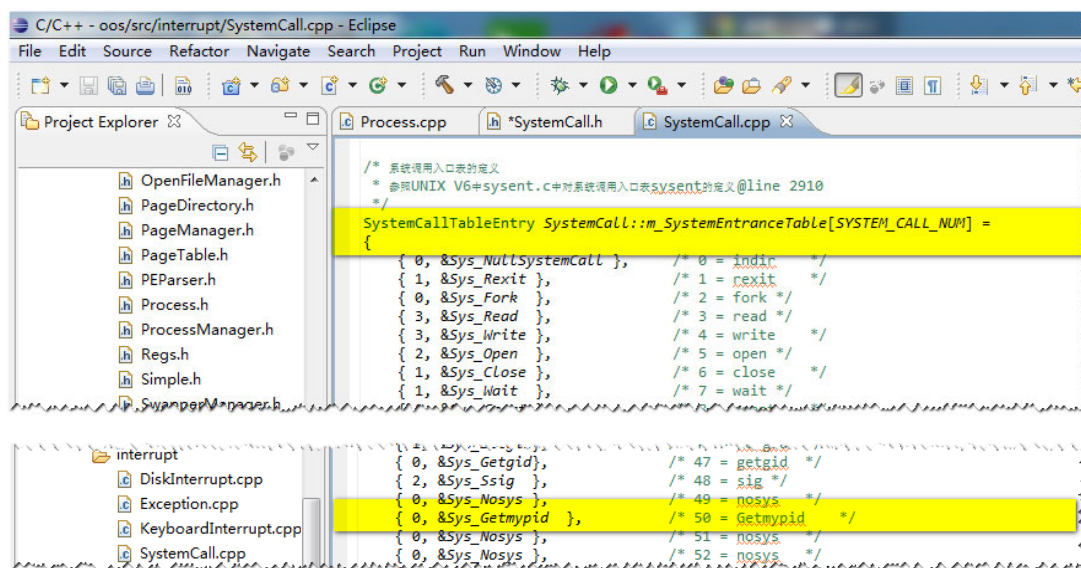 C/C++ - oos/src/interrupt/SystemCall.cpp - Eclipse
File Edit Source Refactor Navigate Search Project Run Window Help
Project Explorer
Process.cpp
*SystemCall.h
SystemCall.cpp
OpenFileManager.h
PageDirectory.h
PageManager.h
PageTable.h
PEParser.h
Process.h
ProcessManager.h
Regs.h
Simple.h
SwapperManager.h
/* 系统调用入口表的定义
* 参照UNIX V6中sysent.c中对系统调用入口表sysent的定义@line 2910
*/
SystemCallTableEntry SystemCall::m_SystemEntranceTable[SYSTEM_CALL_NUM] =
{
{ 0, &Sys_NullSystemCall }, /* 0 = indir */
{ 1, &Sys_Rexit }, /* 1 = rexit */
{ 0, &Sys_Fork }, /* 2 = fork */
{ 3, &Sys_Read }, /* 3 = read */
{ 3, &Sys_Write }, /* 4 = write */
{ 2, &Sys_Open }, /* 5 = open */
{ 1, &Sys_Close }, /* 6 = close */
{ 1, &Sys_Wait }, /* 7 = wait */
interrupt
DiskInterrupt.cpp
Exception.cpp
KeyboardInterrupt.cpp
SystemCall.cpp
{ 0, &Sys_Getgid}, /* 47 = getgid */
{ 2, &Sys_Ssig }, /* 48 = sig */
{ 0, &Sys_Nosys }, /* 49 = nosys */
{ 0, &Sys_Getmypid }, /* 50 = Getmypid */
{ 0, &Sys_Nosys }, /* 51 = nosys */
{ 0, &Sys_Nosys }, /* 52 = nosys */